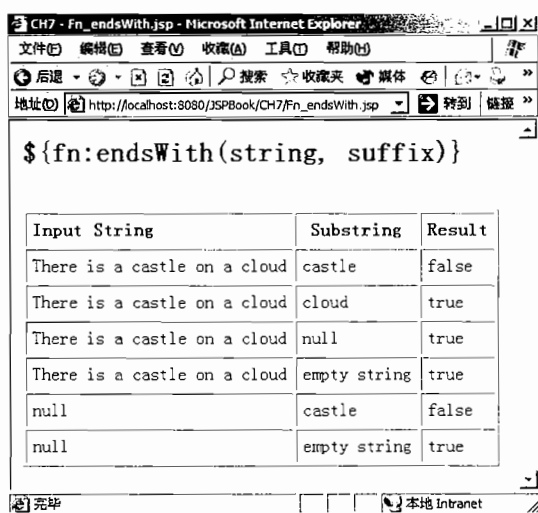 CH7 - Fn_endsWith.jsp - Microsoft Internet Explorer
文件(F) 编辑(E) 查看(V) 收藏(A) 工具(T) 帮助(H)
后退 搜索 收藏夹 媒体 »
地址(D) http://localhost:8080/JSPBook/CH7/Fn_endsWith.jsp 转到 链接 »
${fn:endsWith(string, suffix)}
Input String Substring Result
There is a castle on a cloud castle false
There is a castle on a cloud cloud true
There is a castle on a cloud null true
There is a castle on a cloud empty string true
null castle false
null empty string true
完毕 本地 Intranet